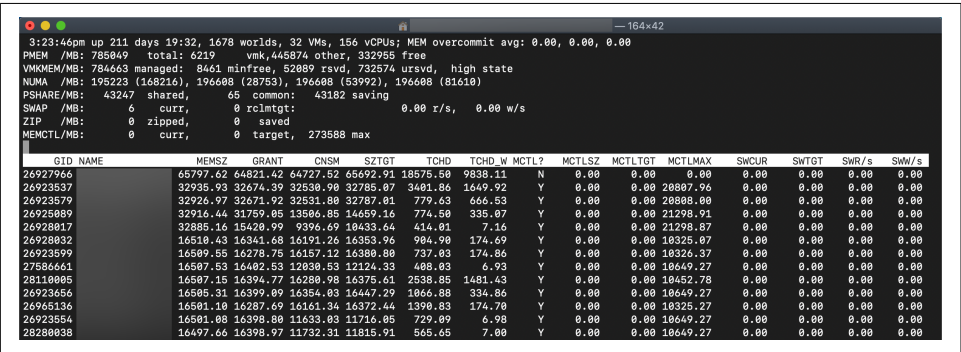 — 164×42
3:23:46pm up 211 days 19:32, 1678 worlds, 32 VMs, 156 vCPUs; MEM overcommit avg: 0.00, 0.00, 0.00
PMEM /MB: 785049 total: 6219 vmk,445874 other, 332955 free
VMKMEM/MB: 784663 managed: 8461 minfree, 52089 rsvd, 732574 ursvd, high state
NUMA /MB: 195223 (168216), 196608 (28753), 196608 (53992), 196608 (81610)
PSHARE/MB: 43247 shared, 65 common: 43182 saving
SWAP /MB: 6 curr, 0 rclmtgt: 0.00 r/s, 0.00 w/s
ZIP /MB: 0 zipped, 0 saved
MEMCTL/MB: 0 curr, 0 target, 273588 max
GID NAME MEMSZ GRANT CNSM SZTGT TCHD TCHD_W MCTL? MCTLSZ MCTLTGT MCTLMAX SWCUR SWTGT SWR/s SWW/s
26927966 65797.62 64821.42 64727.52 65692.91 18575.50 9838.11 N 0.00 0.00 0.00 0.00 0.00 0.00 0.00
26923537 32935.93 32674.39 32530.90 32785.07 3401.86 1649.92 Y 0.00 0.00 20807.96 0.00 0.00 0.00 0.00
26923579 32926.97 32671.92 32531.80 32787.01 779.63 666.53 Y 0.00 0.00 20808.00 0.00 0.00 0.00 0.00
26925089 32916.44 31759.05 13506.85 14659.16 774.50 335.07 Y 0.00 0.00 21298.91 0.00 0.00 0.00 0.00
26928017 32885.16 15420.99 9396.69 10433.64 414.01 7.16 Y 0.00 0.00 21298.87 0.00 0.00 0.00 0.00
26928032 16510.43 16341.68 16191.26 16353.96 904.90 174.69 Y 0.00 0.00 10325.07 0.00 0.00 0.00 0.00
26923599 16509.55 16278.75 16157.12 16380.80 737.03 174.86 Y 0.00 0.00 10326.37 0.00 0.00 0.00 0.00
27586661 16507.53 16402.53 12030.53 12124.33 408.03 6.93 Y 0.00 0.00 10649.27 0.00 0.00 0.00 0.00
28110005 16507.15 16394.77 16280.98 16375.61 2538.85 1481.43 Y 0.00 0.00 10452.78 0.00 0.00 0.00 0.00
26923656 16505.31 16399.09 16354.03 16447.29 1066.88 334.86 Y 0.00 0.00 10649.27 0.00 0.00 0.00 0.00
26965136 16501.10 16287.69 16161.34 16372.44 1390.83 174.70 Y 0.00 0.00 10325.27 0.00 0.00 0.00 0.00
26923554 16501.08 16398.80 11633.03 11716.05 729.09 6.98 Y 0.00 0.00 10649.27 0.00 0.00 0.00 0.00
28280038 16497.66 16398.97 11732.31 11815.91 565.65 7.00 Y 0.00 0.00 10649.27 0.00 0.00 0.00 0.00